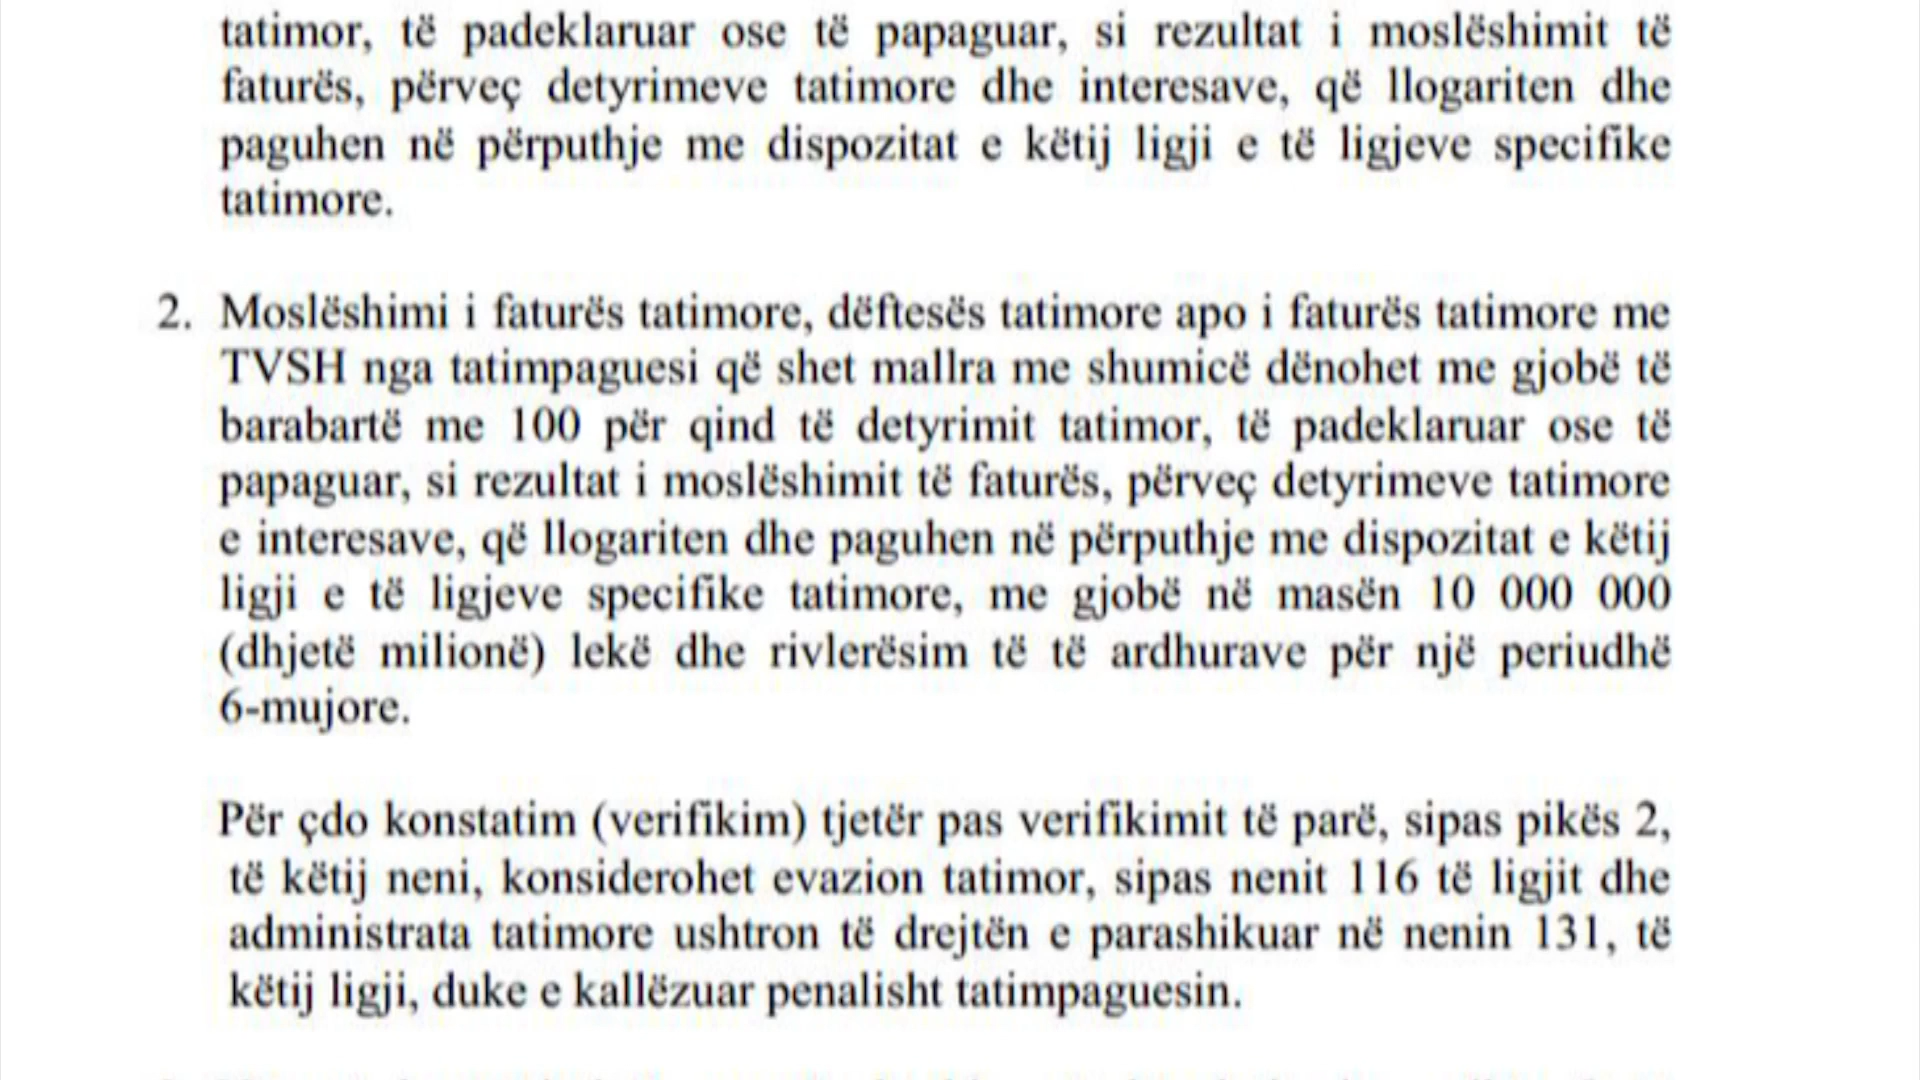 tatimor, të padeklaruar ose të papaguar, si rezultat i moslëshimit të
faturës, përveç detyrimeve tatimore dhe interesave, që llogariten dhe
paguhen në përputhje me dispozitat e këtij ligji e të ligjeve specifike
tatimore.
2. Moslëshimi i faturës tatimore, dëftesës tatimore apo i faturës tatimore me
TVSH nga tatimpaguesi që shet mallra me shumicë dënohet me gjobë të
barabartë me 100 për qind të detyrimit tatimor, të padeklaruar ose të
papaguar, si rezultat i moslëshimit të faturës, përveç detyrimeve tatimore
e interesave, që llogariten dhe paguhen në përputhje me dispozitat e këtij
ligji e të ligjeve specifike tatimore, me gjobë në masën 10 000 000
(dhjetë milionë) lekë dhe rivlerësim të të ardhurave për një periudhë
6-mujore.
Për çdo konstatim (verifikim) tjetër pas verifikimit të parë, sipas pikës 2,
të këtij neni, konsiderohet evazion tatimor, sipas nenit 116 të ligjit dhe
administrata tatimore ushtron të drejtën e parashikuar në nenin 131, të
këtij ligji, duke e kallëzuar penalisht tatimpaguesin.